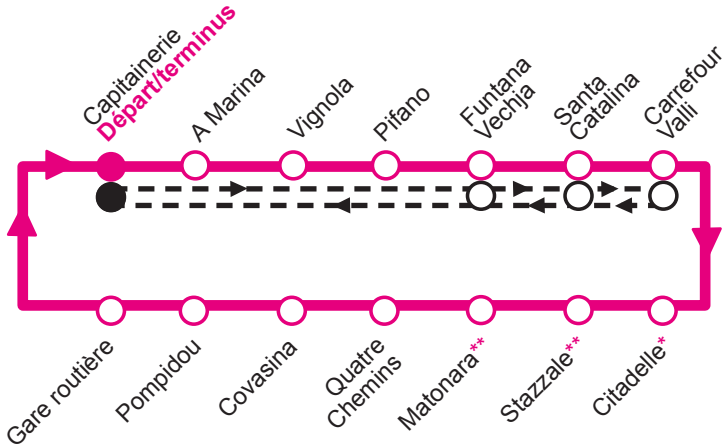 Capitainerie
Départ/terminus
A Marina
Vignola
Pifano
Funtana
Vechja
Santa
Catalina
Carrefour
Valli
Gare routière
Pompidou
Covasina
Quatre
Chemins
Matonara**
Stazzale**
Citadelle*